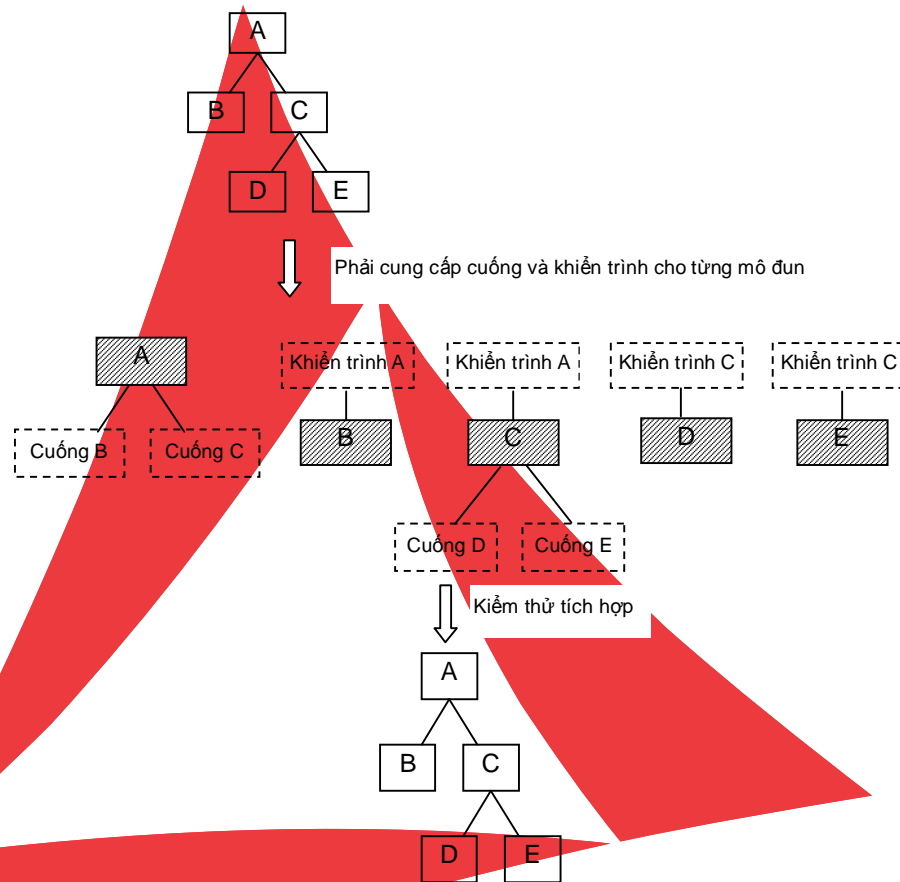 A
B C
D E
Phải cung cấp cuống và khiển trình cho từng mô đun
A Khiển trình A Khiển trình A Khiển trình C Khiển trình C
Cuống B Cuống C B C D E
Cuống D Cuống E
Kiểm thử tích hợp
A
B C
D E